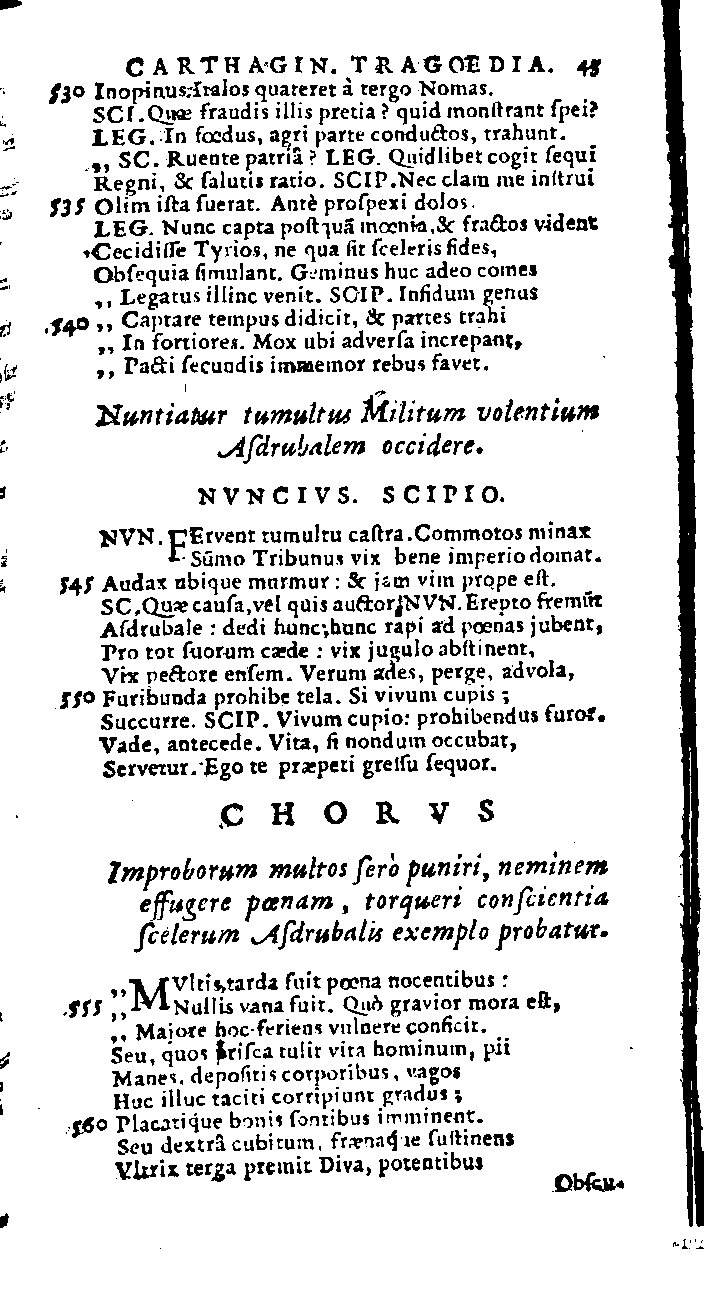 CARTHAGIN. TRAGOEDIA. 45
530 Inopinus Italos quateret à tergo Nomas.
SCI. Quæ fraudis illis pretia? quid monſtrant ſpei?
LEG. In fœdus, agri parte conductos, trahunt.
„ SC. Ruente patriâ? LEG. Quidlibet cogit ſequi
Regni, & ſalutis ratio. SCIP. Nec clam me inſtrui
535 Olim iſta fuerat. Antè proſpexi dolos.
LEG. Nunc capta poſtquã mœnia, & fractos vident
Cecidiſſe Tyrios, ne qua ſit ſceleris fides,
Obſequia ſimulant. Geminus huc adeo comes
„ Legatus illinc venit. SCIP. Infidum genus
540 „ Captare tempus didicit, & partes trahi
„ In fortiores. Mox ubi adverſa increpant,
„ Pacti ſecundis immemor rebus favet.
Nuntiatur tumultus Militum volentium
Aſdrubalem occidere.
NVNCIVS. SCIPIO.
NVN. FErvent tumultu caſtra. Commotos minax
Sũmo Tribunus vix bene imperio domat.
545 Audax ubique murmur: & jam vim prope eſt.
SC. Quæ cauſa, vel quis auctor? NVN. Erepto fremũt
Aſdrubale: dedi hunc, hunc rapi ad pœnas jubent,
Pro tot ſuorum cæde: vix jugulo abſtinent,
Vix pectore enſem. Verum ades, perge, advola,
550 Furibunda prohibe tela. Si vivum cupis;
Succurre. SCIP. Vivum cupio: prohibendus furor.
Vade, antecede. Vita, ſi nondum occubat,
Servetur. Ego te præpeti greſſu ſequor.
CHORVS
Improborum multos ſerò puniri, neminem
effugere pœnam, torqueri conſcientia
ſcelerum Aſdrubalis exemplo probatur.
„ MVltis, tarda fuit pœna nocentibus:
555 „ Nullis vana fuit. Quò gravior mora eſt,
„ Majore hoc feriens vulnere conficit.
Seu, quos priſca tulit vita hominum, pii
Manes, depoſitis corporibus, vagos
Huc illuc taciti corripiunt gradus;
560 Placatique bonis ſontibus imminent.
Seu dextrâ cubitum, frænaque ſuſtinens
Vltrix terga premit Diva, potentibus
Obſcu-